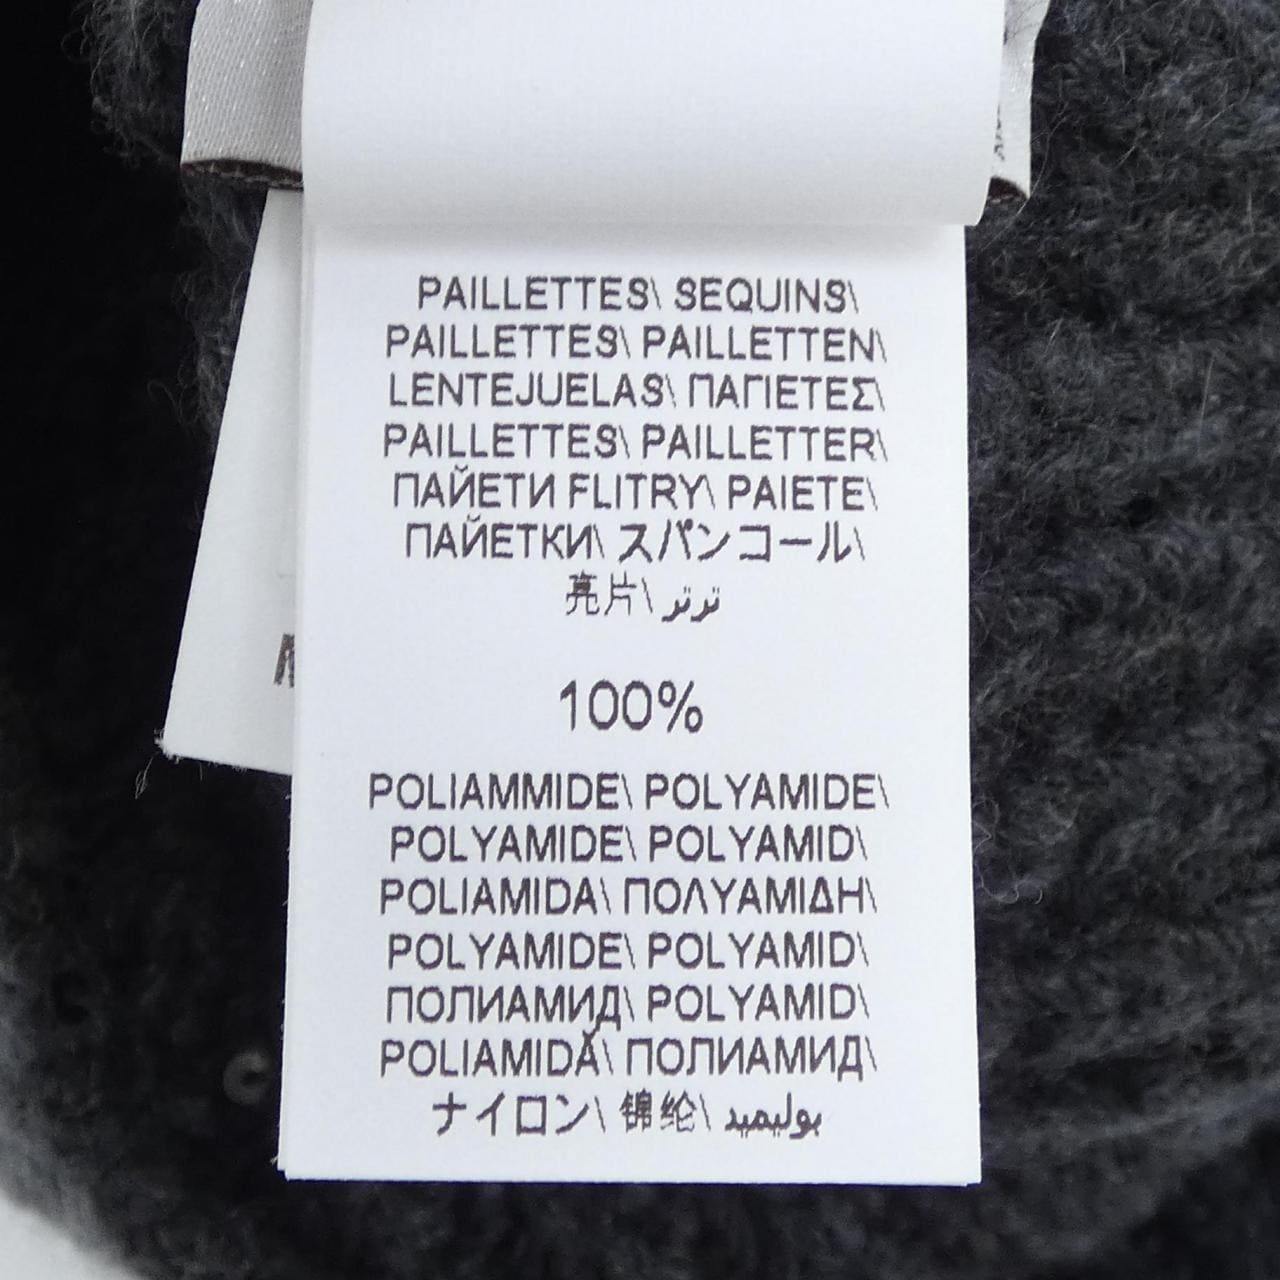 PAILLETTES\ SEQUINS\
PAILLETTES\ PAILLETTEN\
LENTEJUELAS\ ΠΑΓΙΕΤΕΣ\
PAILLETTES\ PAILLETTER\
ПАЙЕТИ FLITRY\ PAIETE\
ПАЙЕТКИ\ スパンコール\
亮片\ ترتر
100%
POLIAMMIDE\ POLYAMIDE\
POLYAMIDE\ POLYAMID\
POLIAMIDA\ ΠΟΛΥΑΜΙΔΗ\
POLYAMIDE\ POLYAMID\
ПОЛИАМИД\ POLYAMID\
POLIAMIDĂ\ ПОЛИАМИД\
ナイロン\ 锦纶\ بوليميد